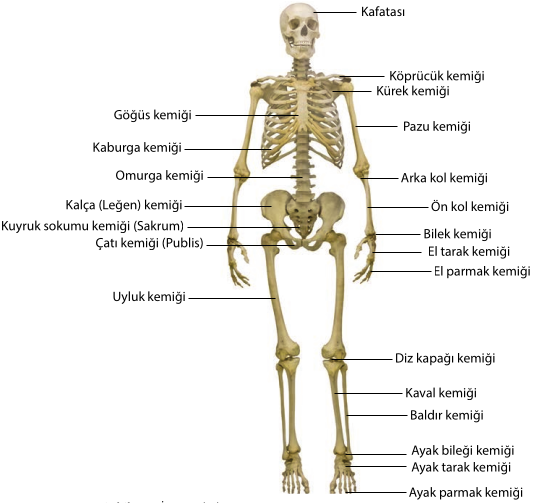 Kafatası
Köprücük kemiği
Kürek kemiği
Göğüs kemiği
Pazu kemiği
Kaburga kemiği
Omurga kemiği
Arka kol kemiği
Kalça (Leğen) kemiği
Ön kol kemiği
Kuyruk sokumu kemiği (Sakrum)
Bilek kemiği
Çatı kemiği (Publis)
El tarak kemiği
El parmak kemiği
Uyluk kemiği
Diz kapağı kemiği
Kaval kemiği
Baldır kemiği
Ayak bileği kemiği
Ayak tarak kemiği
Ayak parmak kemiği